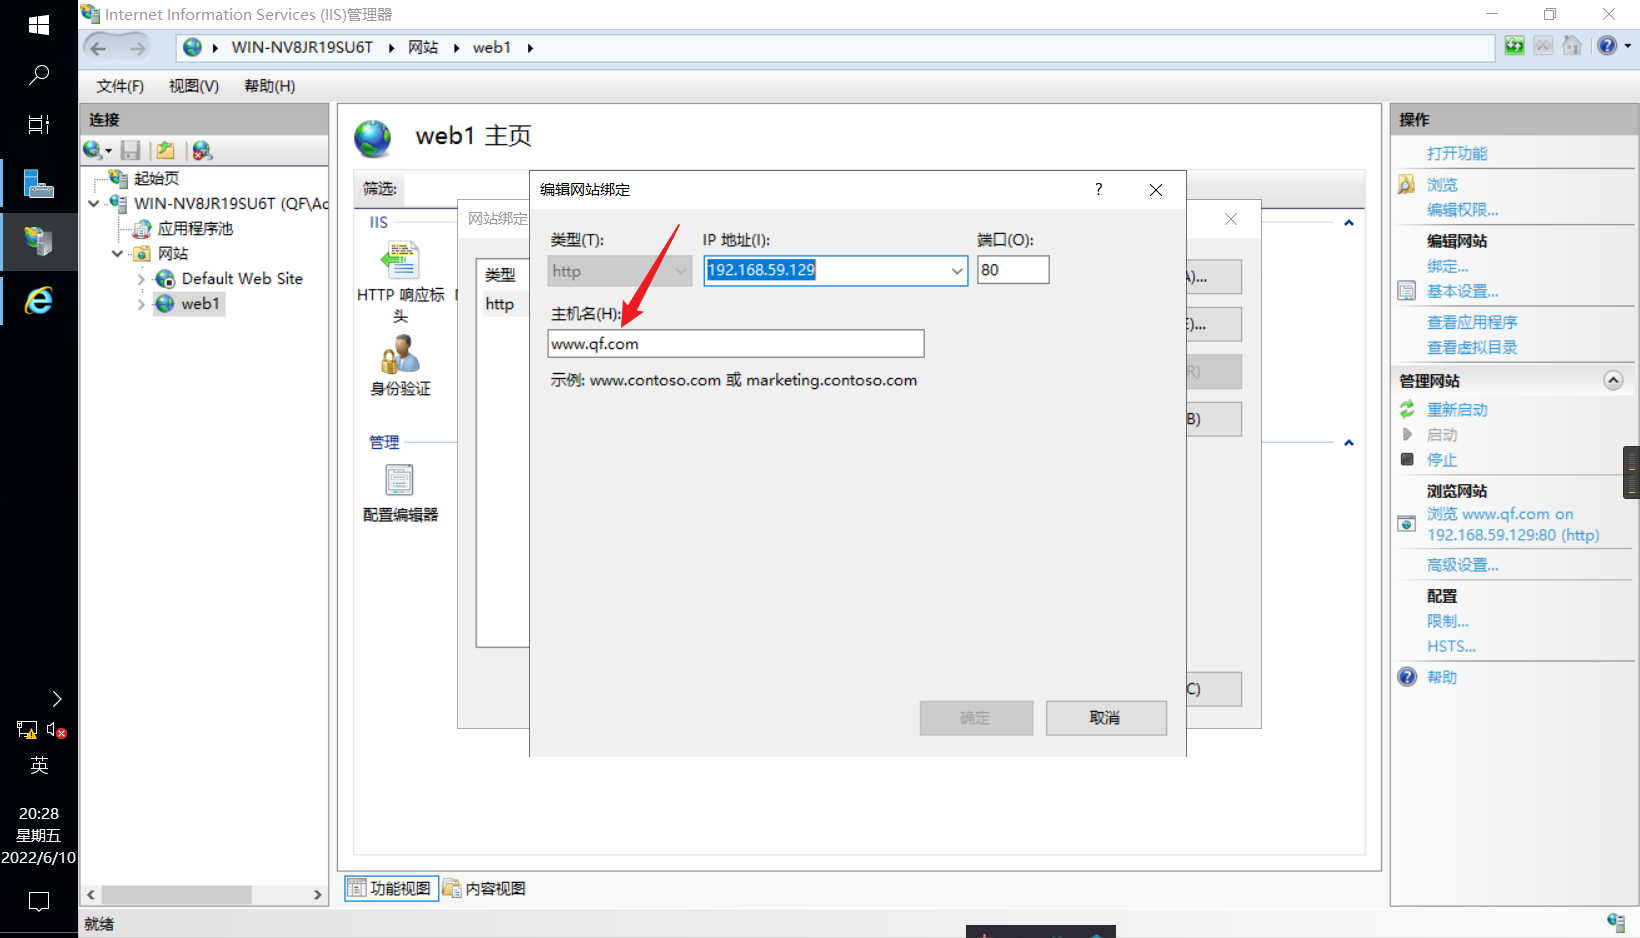 Internet Information Services (IIS)管理器
WIN-NV8JR19SU6T
网站
web1
文件(F)
视图(V)
帮助(H)
连接
起始页
WIN-NV8JR19SU6T (QF\Ac
应用程序池
网站
Default Web Site
web1
web1 主页
筛选:
IIS
HTTP 响应标
头
身份验证
管理
配置编辑器
网站绑定
类型
http
编辑网站绑定
?
类型(T):
IP 地址(I):
端口(O):
http
192.168.59.129
80
主机名(H):
www.qf.com
示例: www.contoso.com 或 marketing.contoso.com
确定
取消
A)...
E)...
R)
B)
C)
操作
打开功能
浏览
编辑权限...
编辑网站
绑定...
基本设置...
查看应用程序
查看虚拟目录
管理网站
重新启动
启动
停止
浏览网站
浏览 www.qf.com on
192.168.59.129:80 (http)
高级设置...
配置
限制...
HSTS...
帮助
功能视图
内容视图
就绪
英
20:28
星期五
2022/6/10